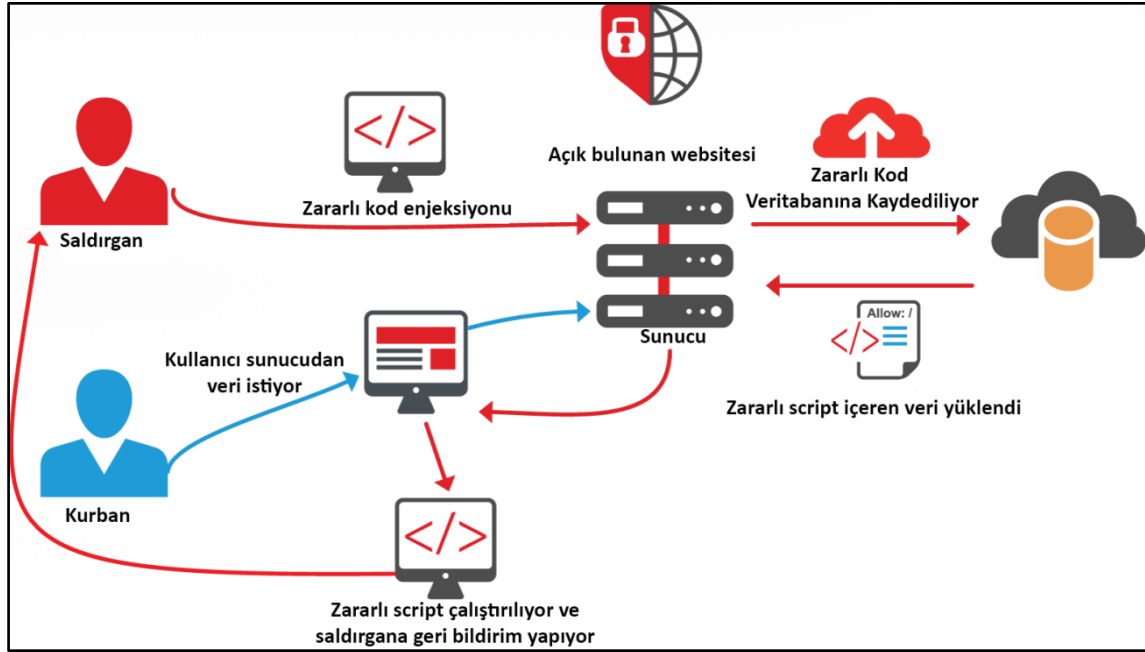 </>
Açık bulunan websitesi
Zararlı Kod
Veritabanına Kaydediliyor
Zararlı kod enjeksiyonu
Saldırgan
Sunucu
Allow: /
</>
Kullanıcı sunucudan
veri istiyor
Zararlı script içeren veri yüklendi
Kurban
</>
Zararlı script çalıştırılıyor ve
saldırgana geri bildirim yapıyor